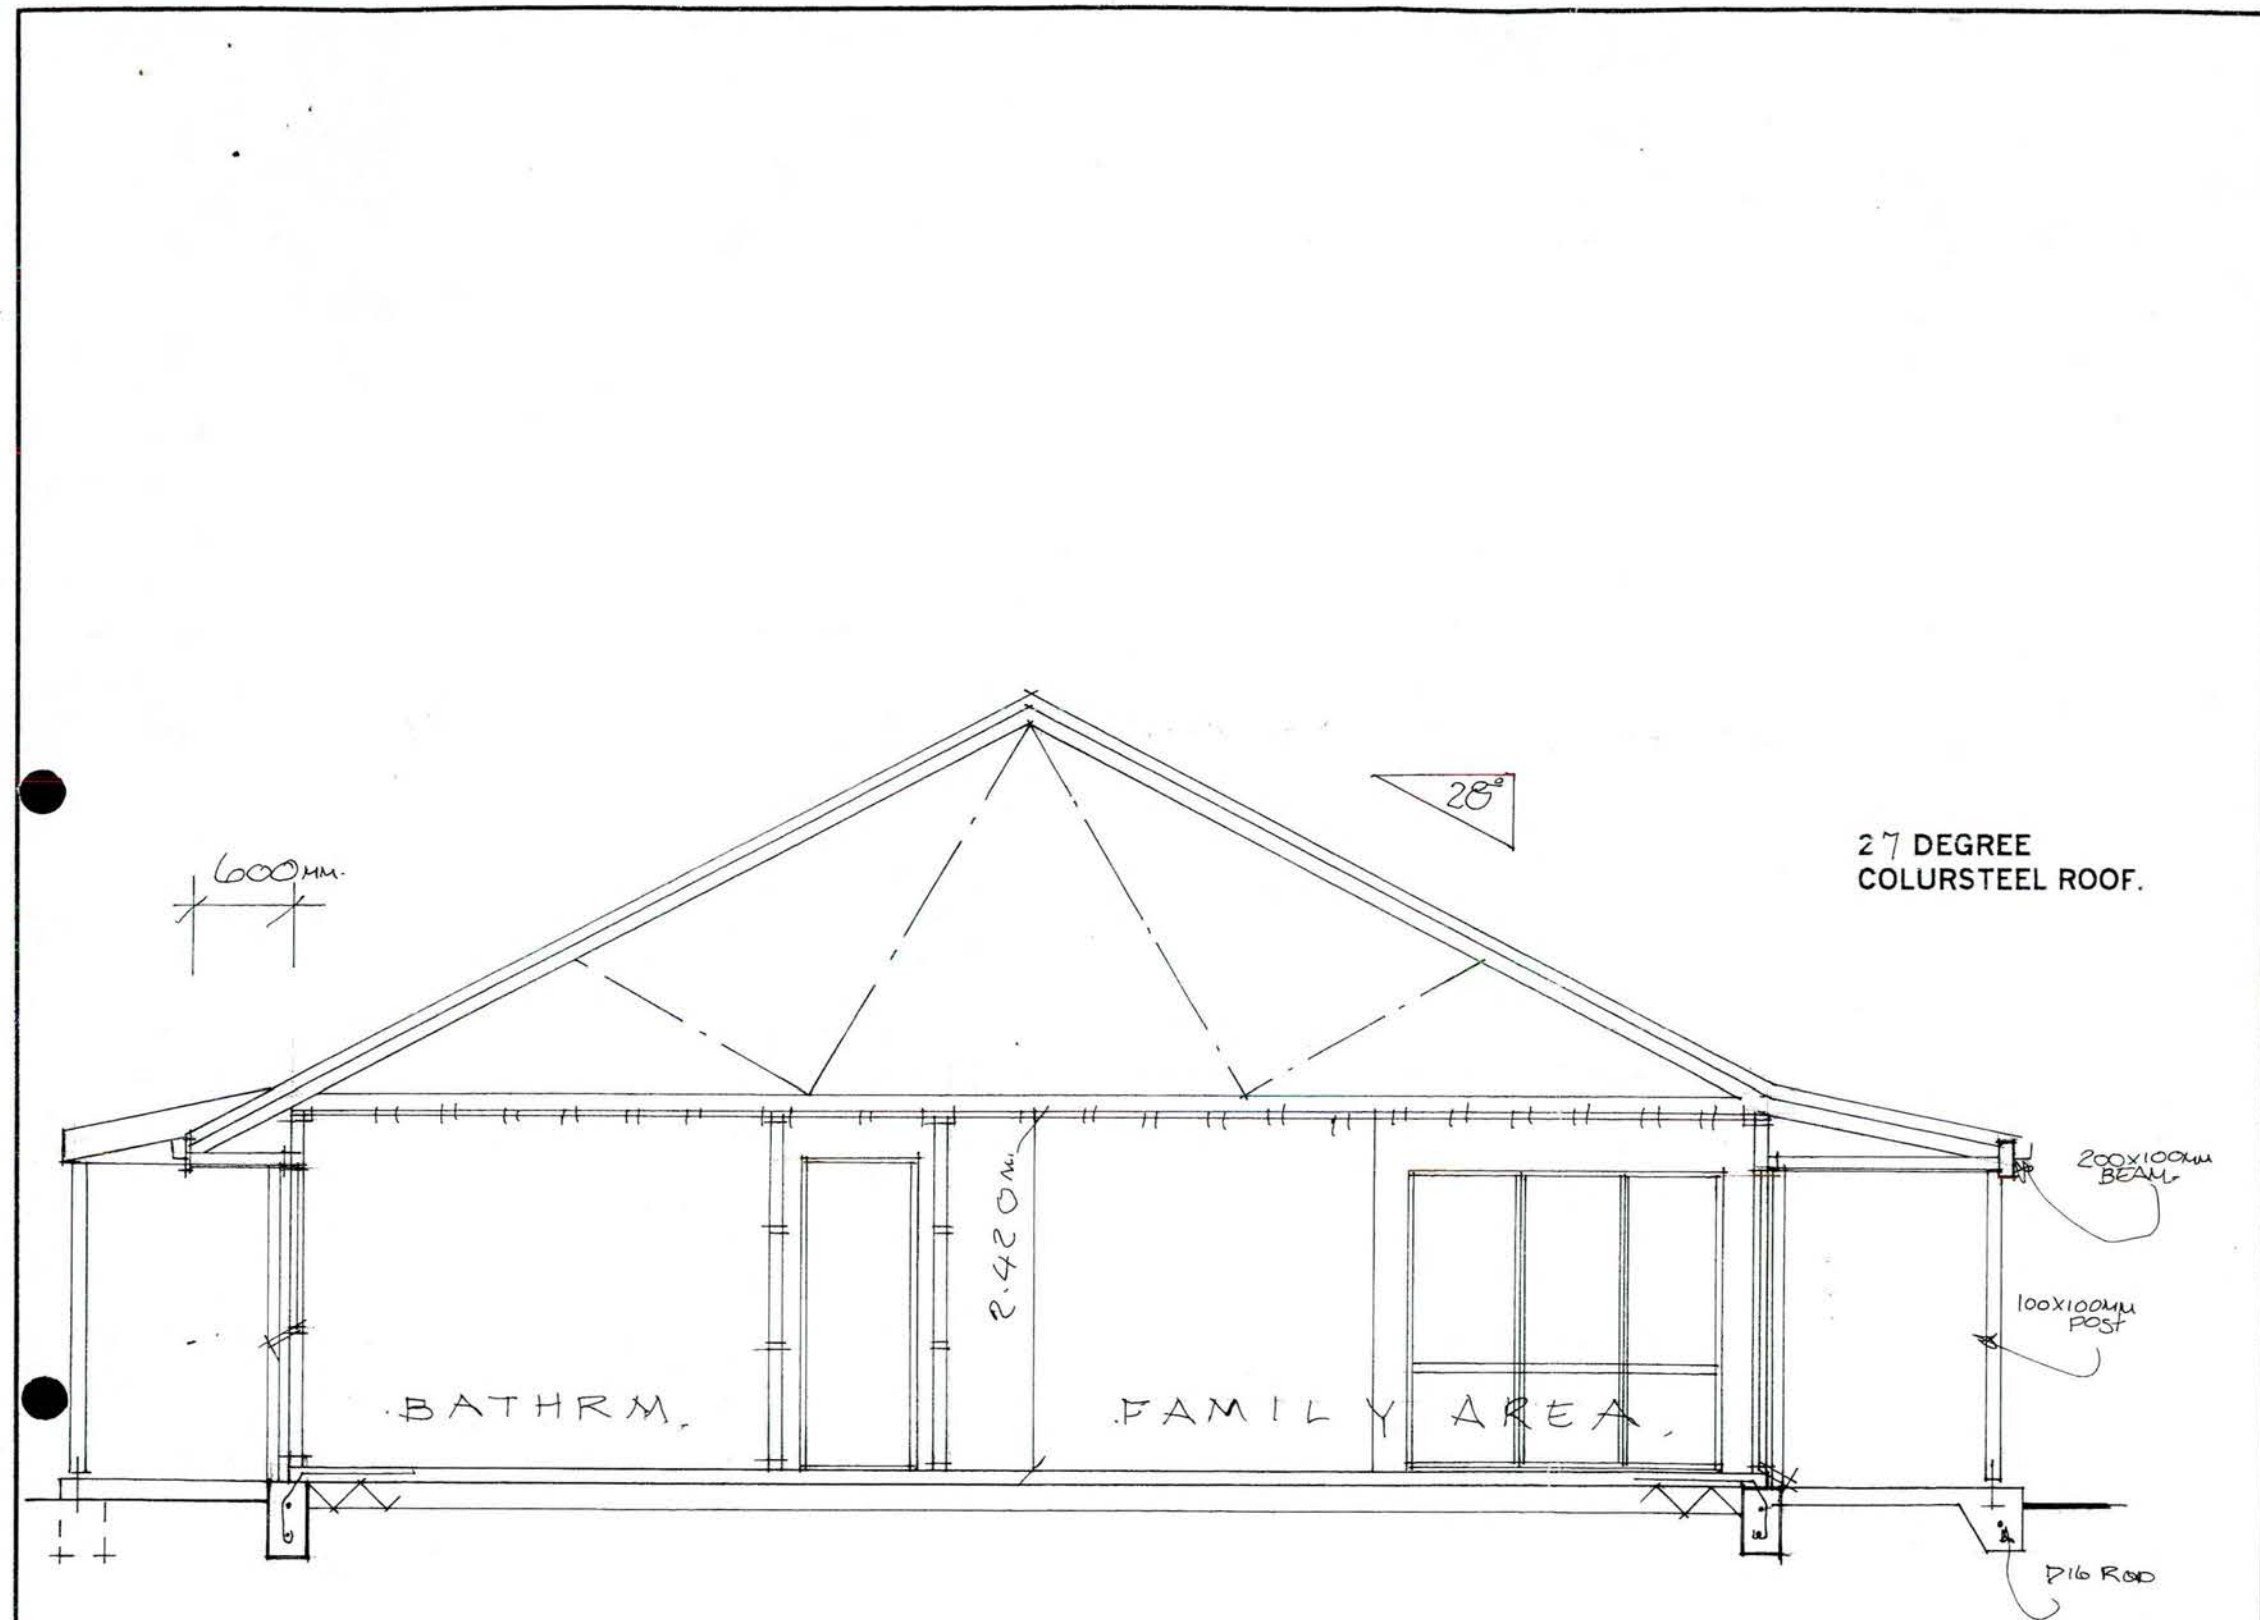 28°
27 DEGREE
COLURSTEEL ROOF.
600MM.
200X100MM
BEAM.
2.420M.
100X100MM
POST
BATHRM.
FAMILY AREA.
D16 ROD